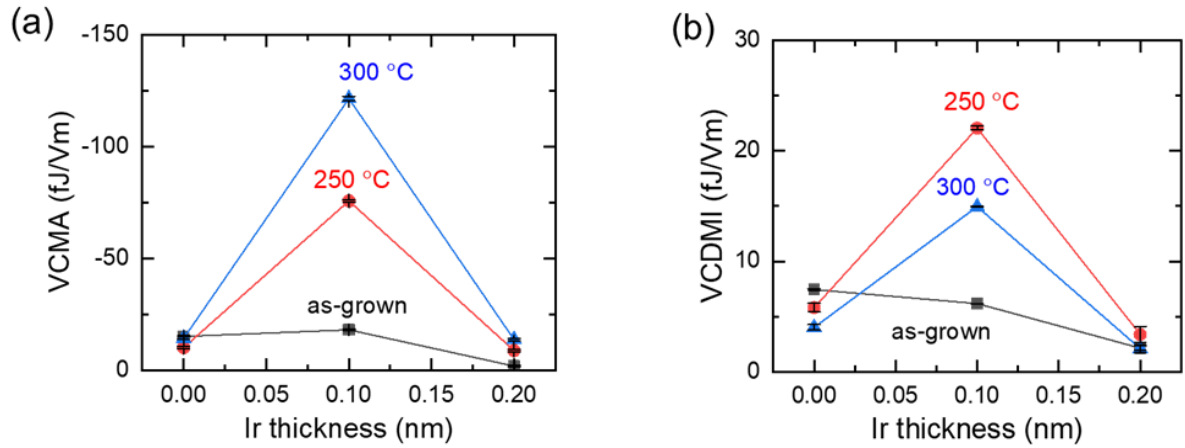 (a)
VCMA (fJ/Vm)
-150
-100
-50
0
300 °C
250 °C
as-grown
0.00 0.05 0.10 0.15 0.20
Ir thickness (nm)
(b)
VCDMI (fJ/Vm)
30
20
10
0
250 °C
300 °C
as-grown
0.00 0.05 0.10 0.15 0.20
Ir thickness (nm)